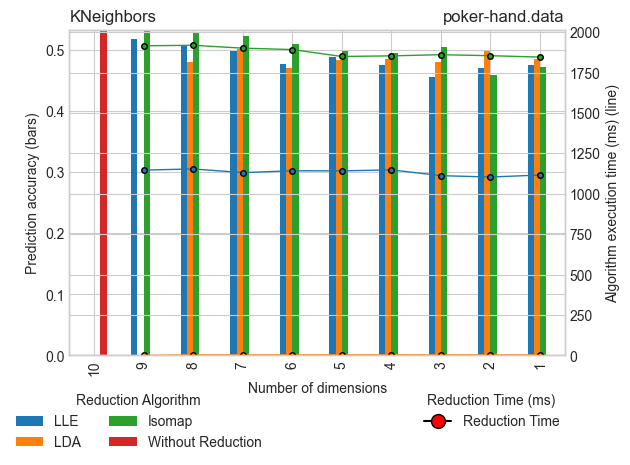 KNeighbors
poker-hand.data
Prediction accuracy (bars)
0.5
0.4
0.3
0.2
0.1
0.0
2000
1750
1500
1250
1000
750
500
250
0
Algorithm execution time (ms) (line)
10 9 8 7 6 5 4 3 2 1
Number of dimensions
Reduction Algorithm
LLE
LDA
Isomap
Without Reduction
Reduction Time (ms)
Reduction Time